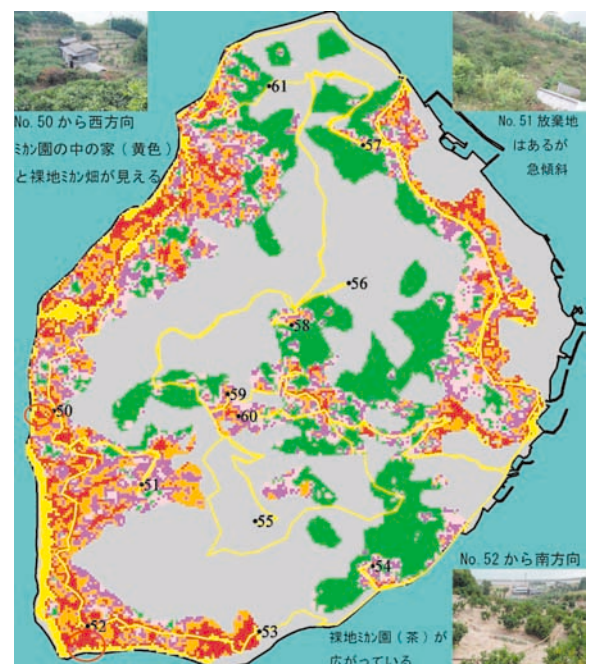 No.50 から西方向
ミカン園の中の家（黄色）
と裸地ミカン畑が見える
No.51 放棄地
はあるが
急傾斜
61
57
56
58
59
50
60
51
55
54
No.52 から南方向
52
53
裸地ミカン園（茶）が
広がっている